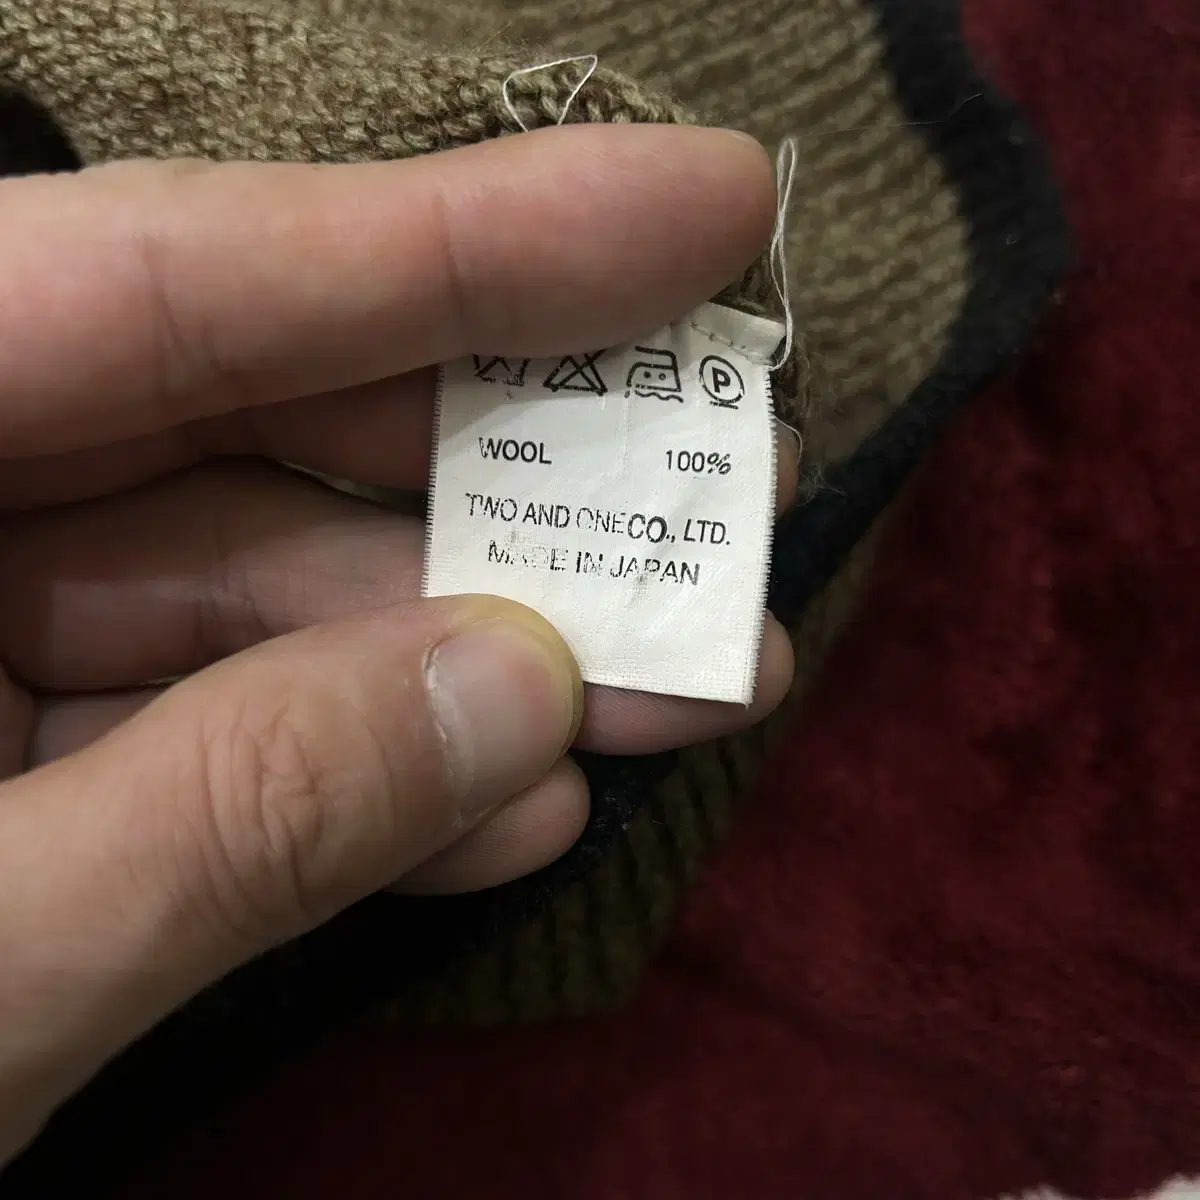 P
WOOL 100%
TWO AND ONE CO., LTD.
MADE IN JAPAN